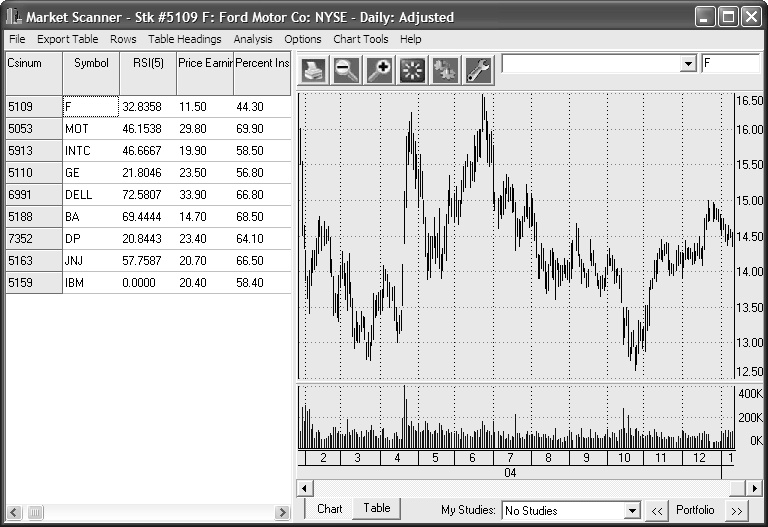 Market Scanner - Stk #5109 F: Ford Motor Co: NYSE - Daily: Adjusted
File Export Table Rows Table Headings Analysis Options Chart Tools Help
Csinum Symbol RSI(5) Price Earnin Percent Ins
5109 F 32.8358 11.50 44.30
5053 MOT 46.1538 29.80 69.90
5913 INTC 46.6667 19.90 58.50
5110 GE 21.8046 23.50 56.80
6991 DELL 72.5807 33.90 66.80
5188 BA 69.4444 14.70 68.50
7352 DP 20.8443 23.40 64.10
5163 JNJ 57.7587 20.70 66.50
5159 IBM 0.0000 20.40 58.40
F
16.50
16.00
15.50
15.00
14.50
14.00
13.50
13.00
12.50
400K
200K
0K
2 3 4 5 6 7 8 9 10 11 12 1
04
Chart Table My Studies: No Studies << Portfolio >>